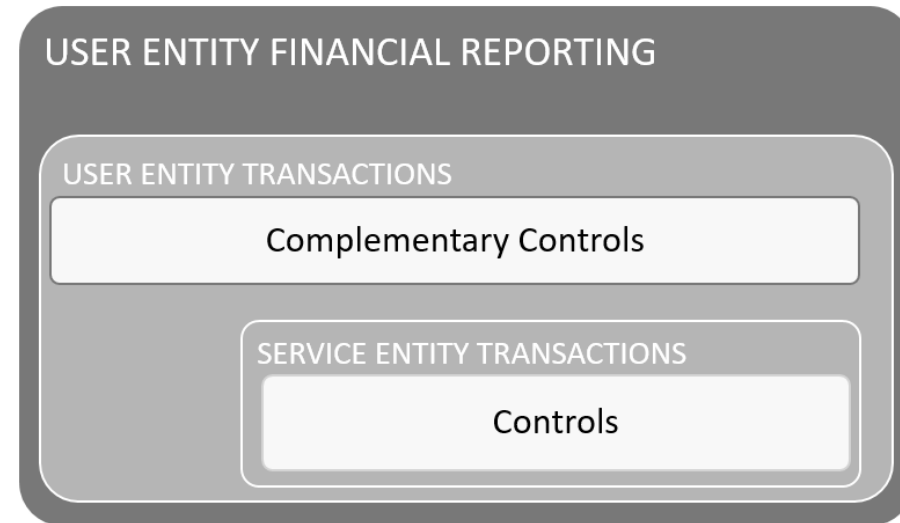 USER ENTITY FINANCIAL REPORTING
USER ENTITY TRANSACTIONS
Complementary Controls
SERVICE ENTITY TRANSACTIONS
Controls